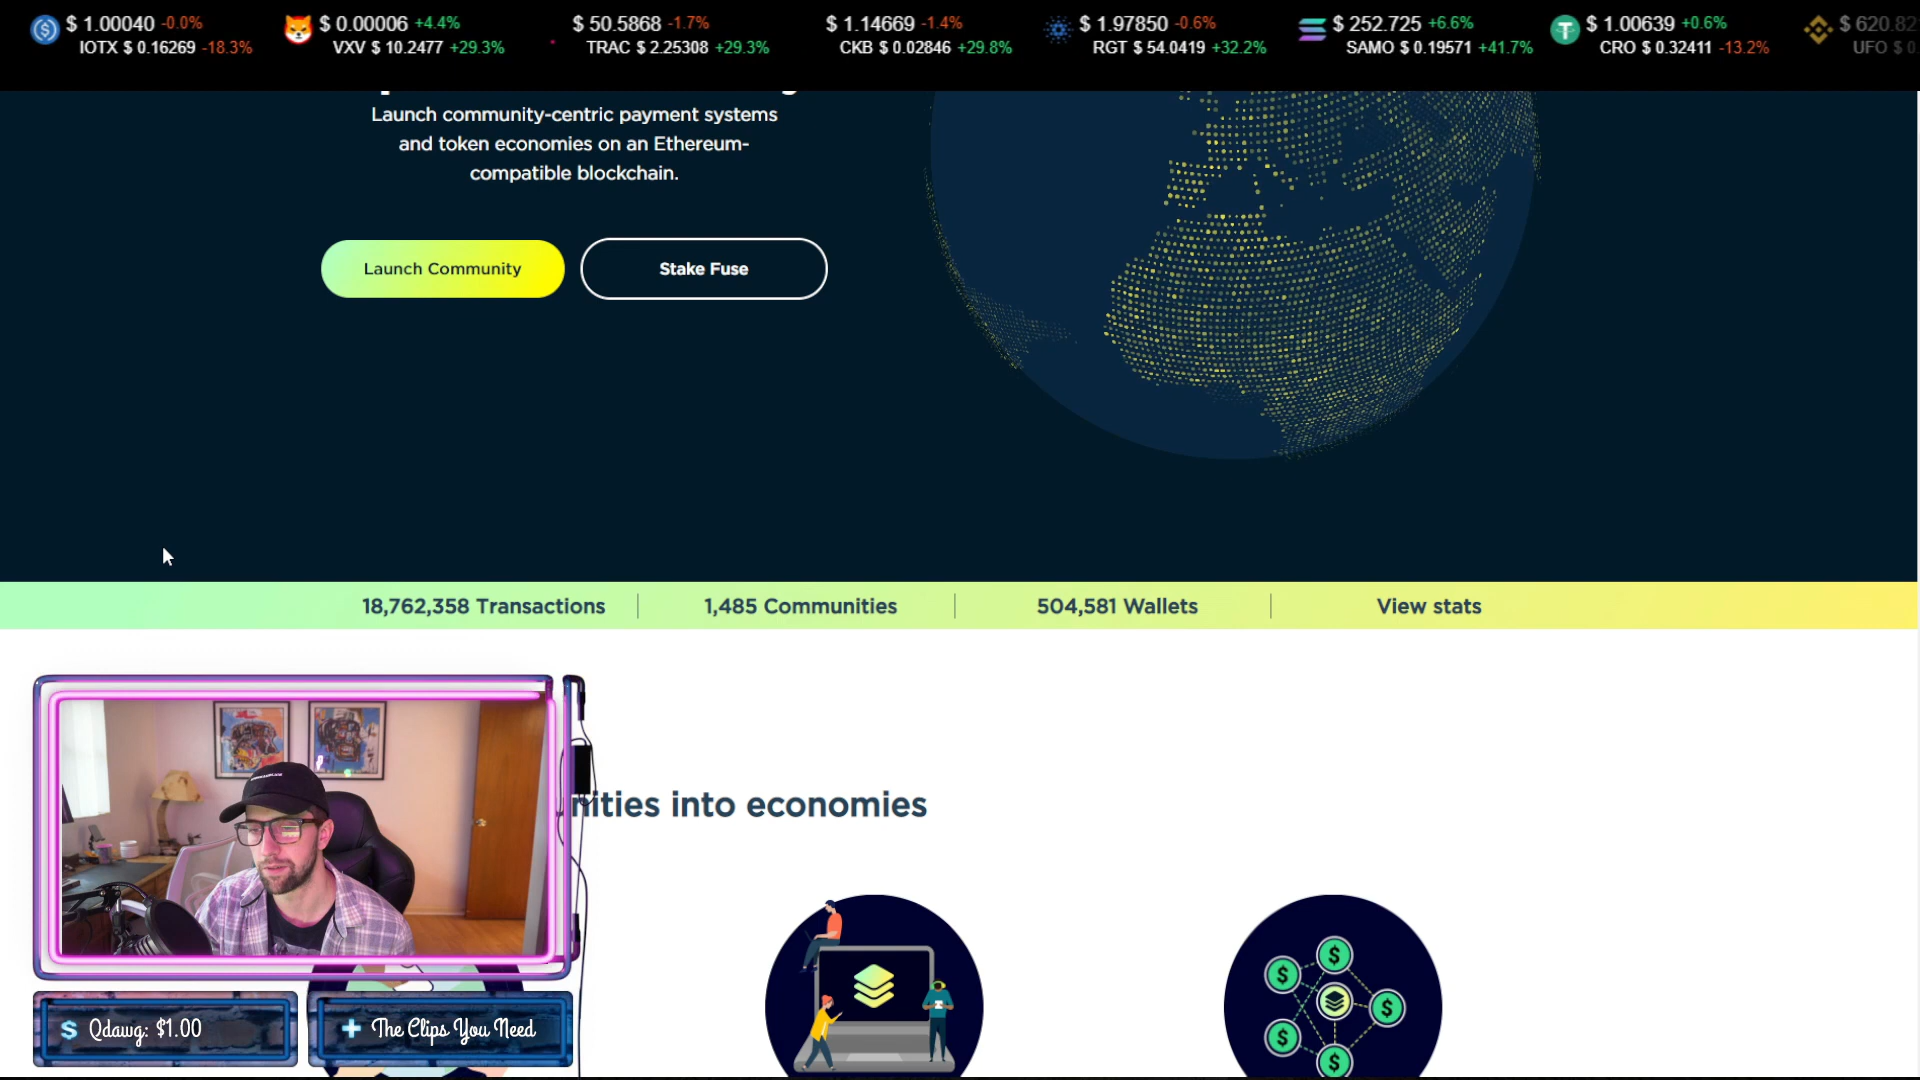 $ 1.00040 -0.0%
IOTX $ 0.16269 -18.3%
$ 0.00006 +4.4%
VXV $ 10.2477 +29.3%
$ 50.5868 -1.7%
TRAC $ 2.25308 +29.3%
$ 1.14669 -1.4%
CKB $ 0.02846 +29.8%
$ 1.97850 -0.6%
RGT $ 54.0419 +32.2%
$ 252.725 +6.6%
SAMO $ 0.19571 +41.7%
$ 1.00639 +0.6%
CRO $ 0.32411 -13.2%
$ 620.82
UFO $ 0.
Launch community-centric payment systems
and token economies on an Ethereum-
compatible blockchain.
Launch Community
Stake Fuse
18,762,358 Transactions
1,485 Communities
504,581 Wallets
View stats
nities into economies
$ Qdawg: $1.00
+ The Clips You Need